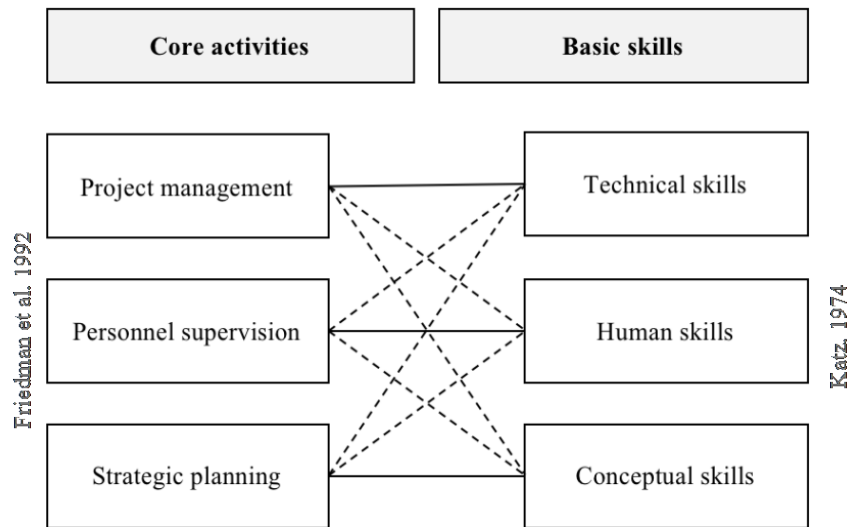 Core activities
Basic skills
Project management
Technical skills
Friedman et al. 1992
Personnel supervision
Human skills
Katz, 1974
Strategic planning
Conceptual skills